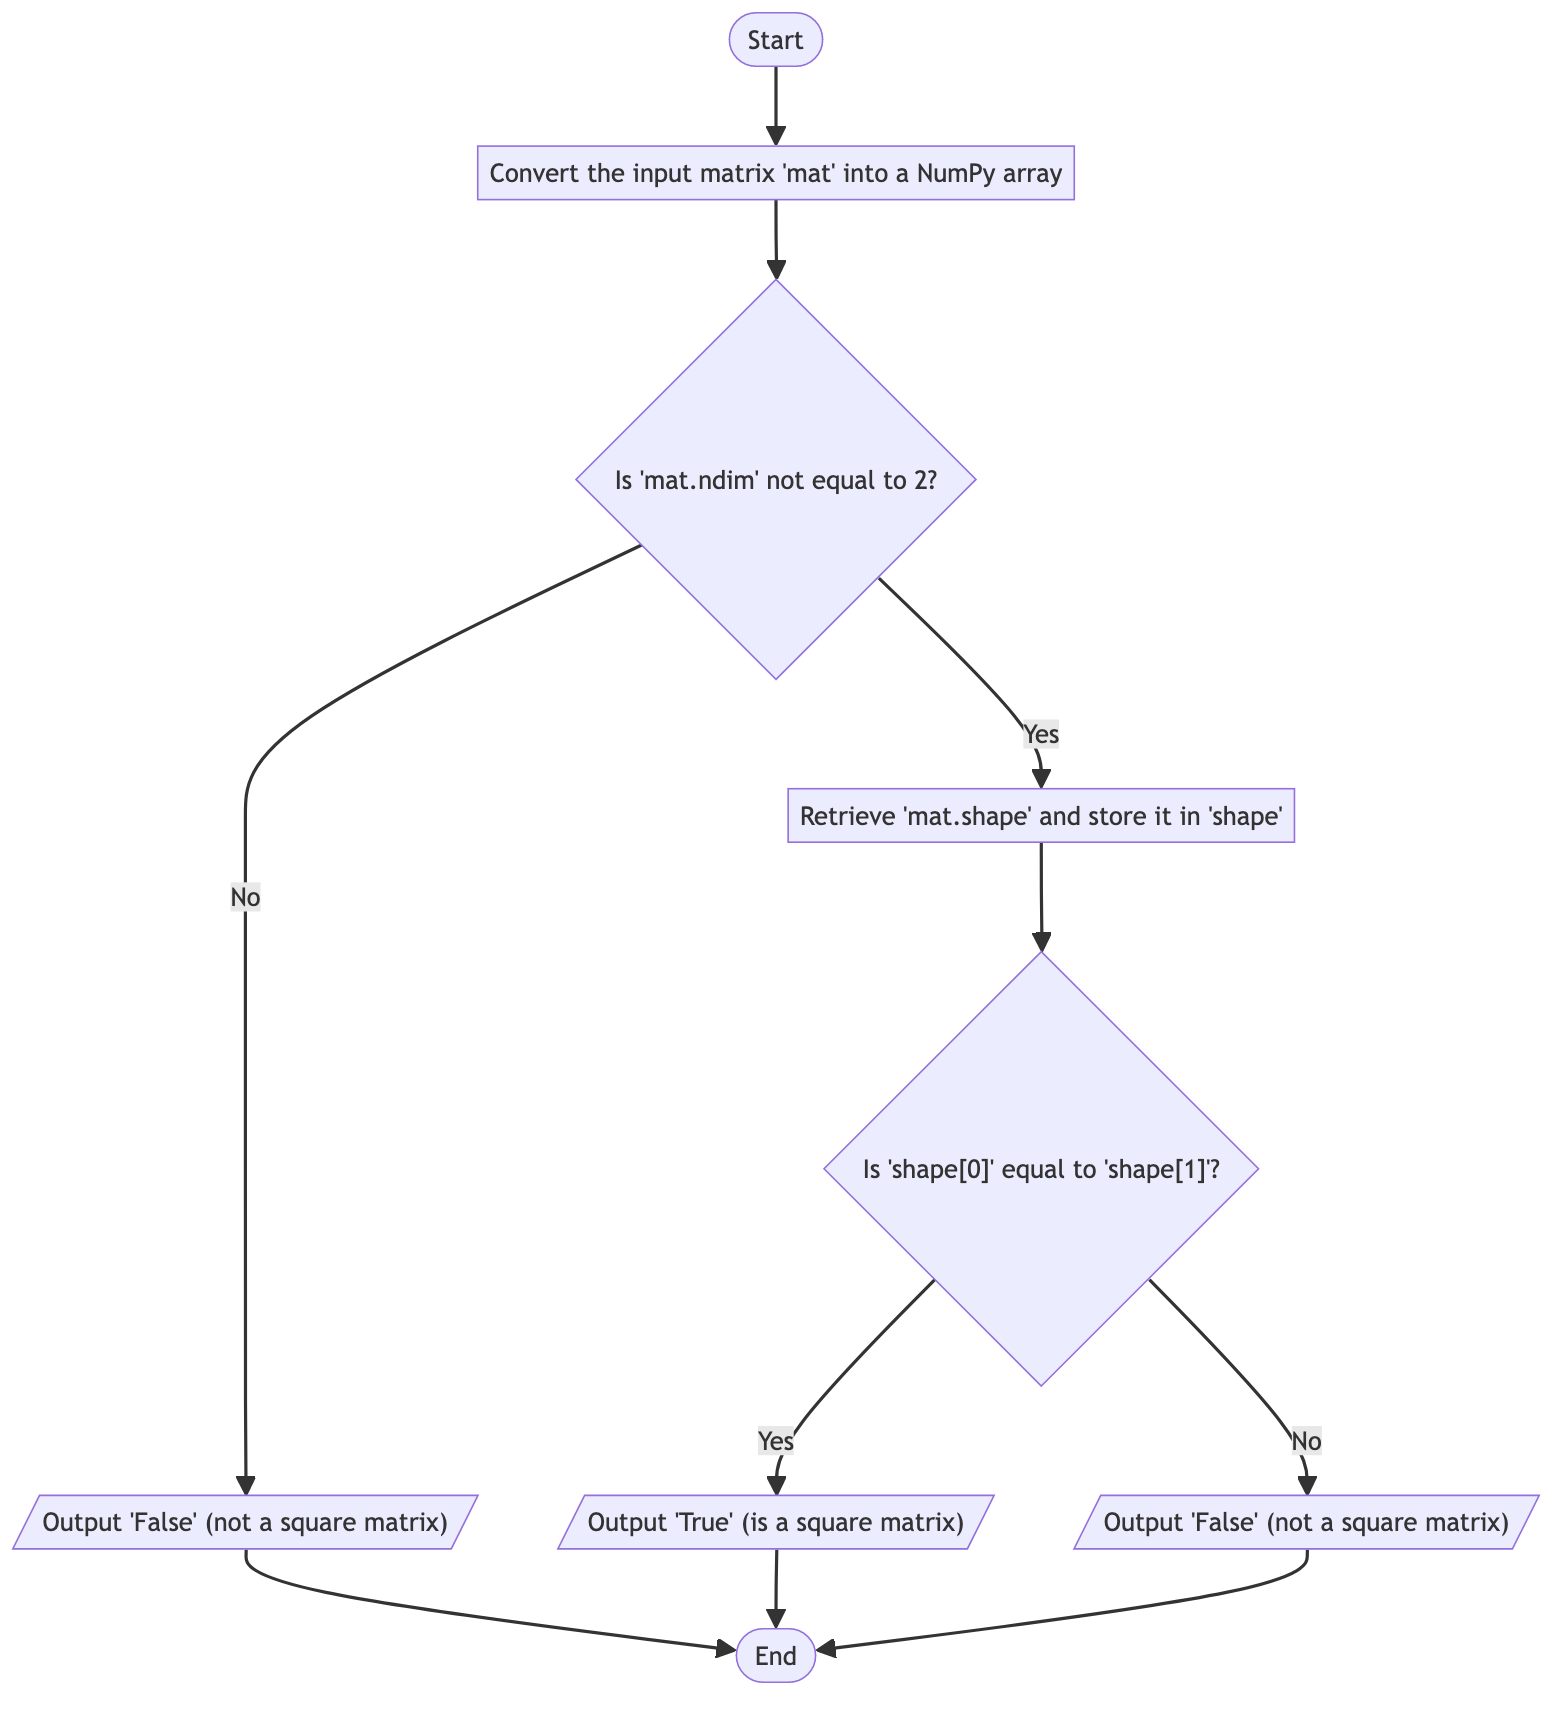 Start
Convert the input matrix 'mat' into a NumPy array
Is 'mat.ndim' not equal to 2?
Yes
Retrieve 'mat.shape' and store it in 'shape'
No
Is 'shape[0]' equal to 'shape[1]'?
Yes
No
Output 'False' (not a square matrix)
Output 'True' (is a square matrix)
Output 'False' (not a square matrix)
End